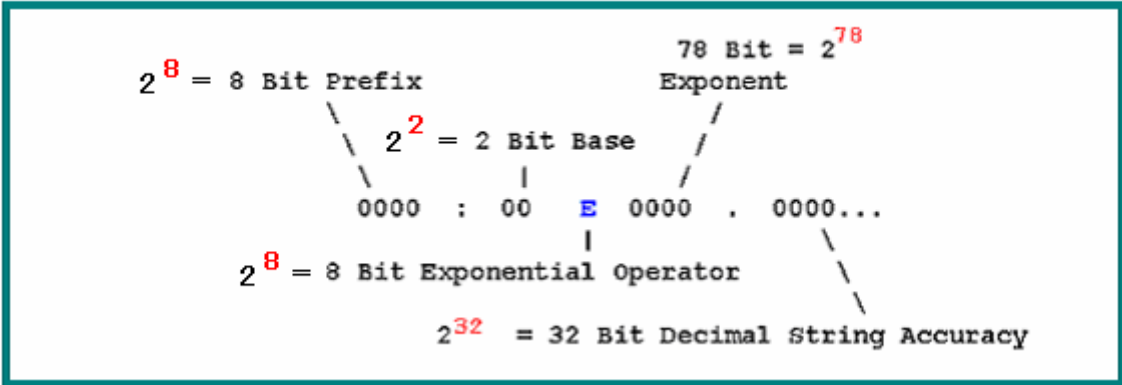 78 Bit = 2^78
2^8 = 8 Bit Prefix Exponent
2^2 = 2 Bit Base
0000 : 00 E 0000 . 0000...
2^8 = 8 Bit Exponential Operator
2^32 = 32 Bit Decimal String Accuracy